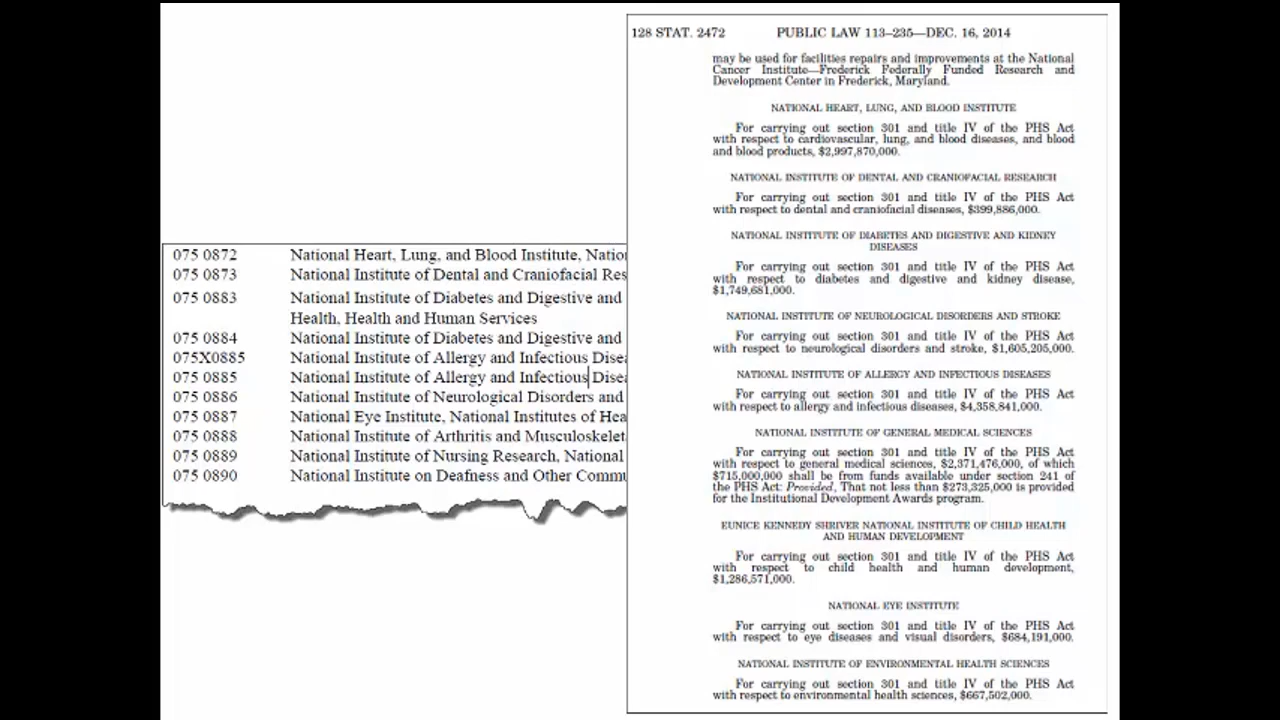 075 0872 National Heart, Lung, and Blood Institute, Natio
075 0873 National Institute of Dental and Craniofacial Res
075 0883 National Institute of Diabetes and Digestive and
Health, Health and Human Services
075 0884 National Institute of Diabetes and Digestive and
075X0885 National Institute of Allergy and Infectious Disea
075 0885 National Institute of Allergy and Infectious Disea
075 0886 National Institute of Neurological Disorders and
075 0887 National Eye Institute, National Institutes of Hea
075 0888 National Institute of Arthritis and Musculoskelet
075 0889 National Institute of Nursing Research, National
075 0890 National Institute on Deafness and Other Commu
128 STAT. 2472 PUBLIC LAW 113–235—DEC. 16, 2014
may be used for facilities repairs and improvements at the National
Cancer Institute—Frederick Federally Funded Research and
Development Center in Frederick, Maryland.
NATIONAL HEART, LUNG, AND BLOOD INSTITUTE
For carrying out section 301 and title IV of the PHS Act
with respect to cardiovascular, lung, and blood diseases, and blood
and blood products, $2,997,870,000.
NATIONAL INSTITUTE OF DENTAL AND CRANIOFACIAL RESEARCH
For carrying out section 301 and title IV of the PHS Act
with respect to dental and craniofacial diseases, $399,886,000.
NATIONAL INSTITUTE OF DIABETES AND DIGESTIVE AND KIDNEY
DISEASES
For carrying out section 301 and title IV of the PHS Act
with respect to diabetes and digestive and kidney disease,
$1,749,681,000.
NATIONAL INSTITUTE OF NEUROLOGICAL DISORDERS AND STROKE
For carrying out section 301 and title IV of the PHS Act
with respect to neurological disorders and stroke, $1,605,205,000.
NATIONAL INSTITUTE OF ALLERGY AND INFECTIOUS DISEASES
For carrying out section 301 and title IV of the PHS Act
with respect to allergy and infectious diseases, $4,358,841,000.
NATIONAL INSTITUTE OF GENERAL MEDICAL SCIENCES
For carrying out section 301 and title IV of the PHS Act
with respect to general medical sciences, $2,371,476,000, of which
$715,000,000 shall be from funds available under section 241 of
the PHS Act: Provided, That not less than $273,325,000 is provided
for the Institutional Development Awards program.
EUNICE KENNEDY SHRIVER NATIONAL INSTITUTE OF CHILD HEALTH
AND HUMAN DEVELOPMENT
For carrying out section 301 and title IV of the PHS Act
with respect to child health and human development,
$1,286,571,000.
NATIONAL EYE INSTITUTE
For carrying out section 301 and title IV of the PHS Act
with respect to eye diseases and visual disorders, $684,191,000.
NATIONAL INSTITUTE OF ENVIRONMENTAL HEALTH SCIENCES
For carrying out section 301 and title IV of the PHS Act
with respect to environmental health sciences, $667,502,000.